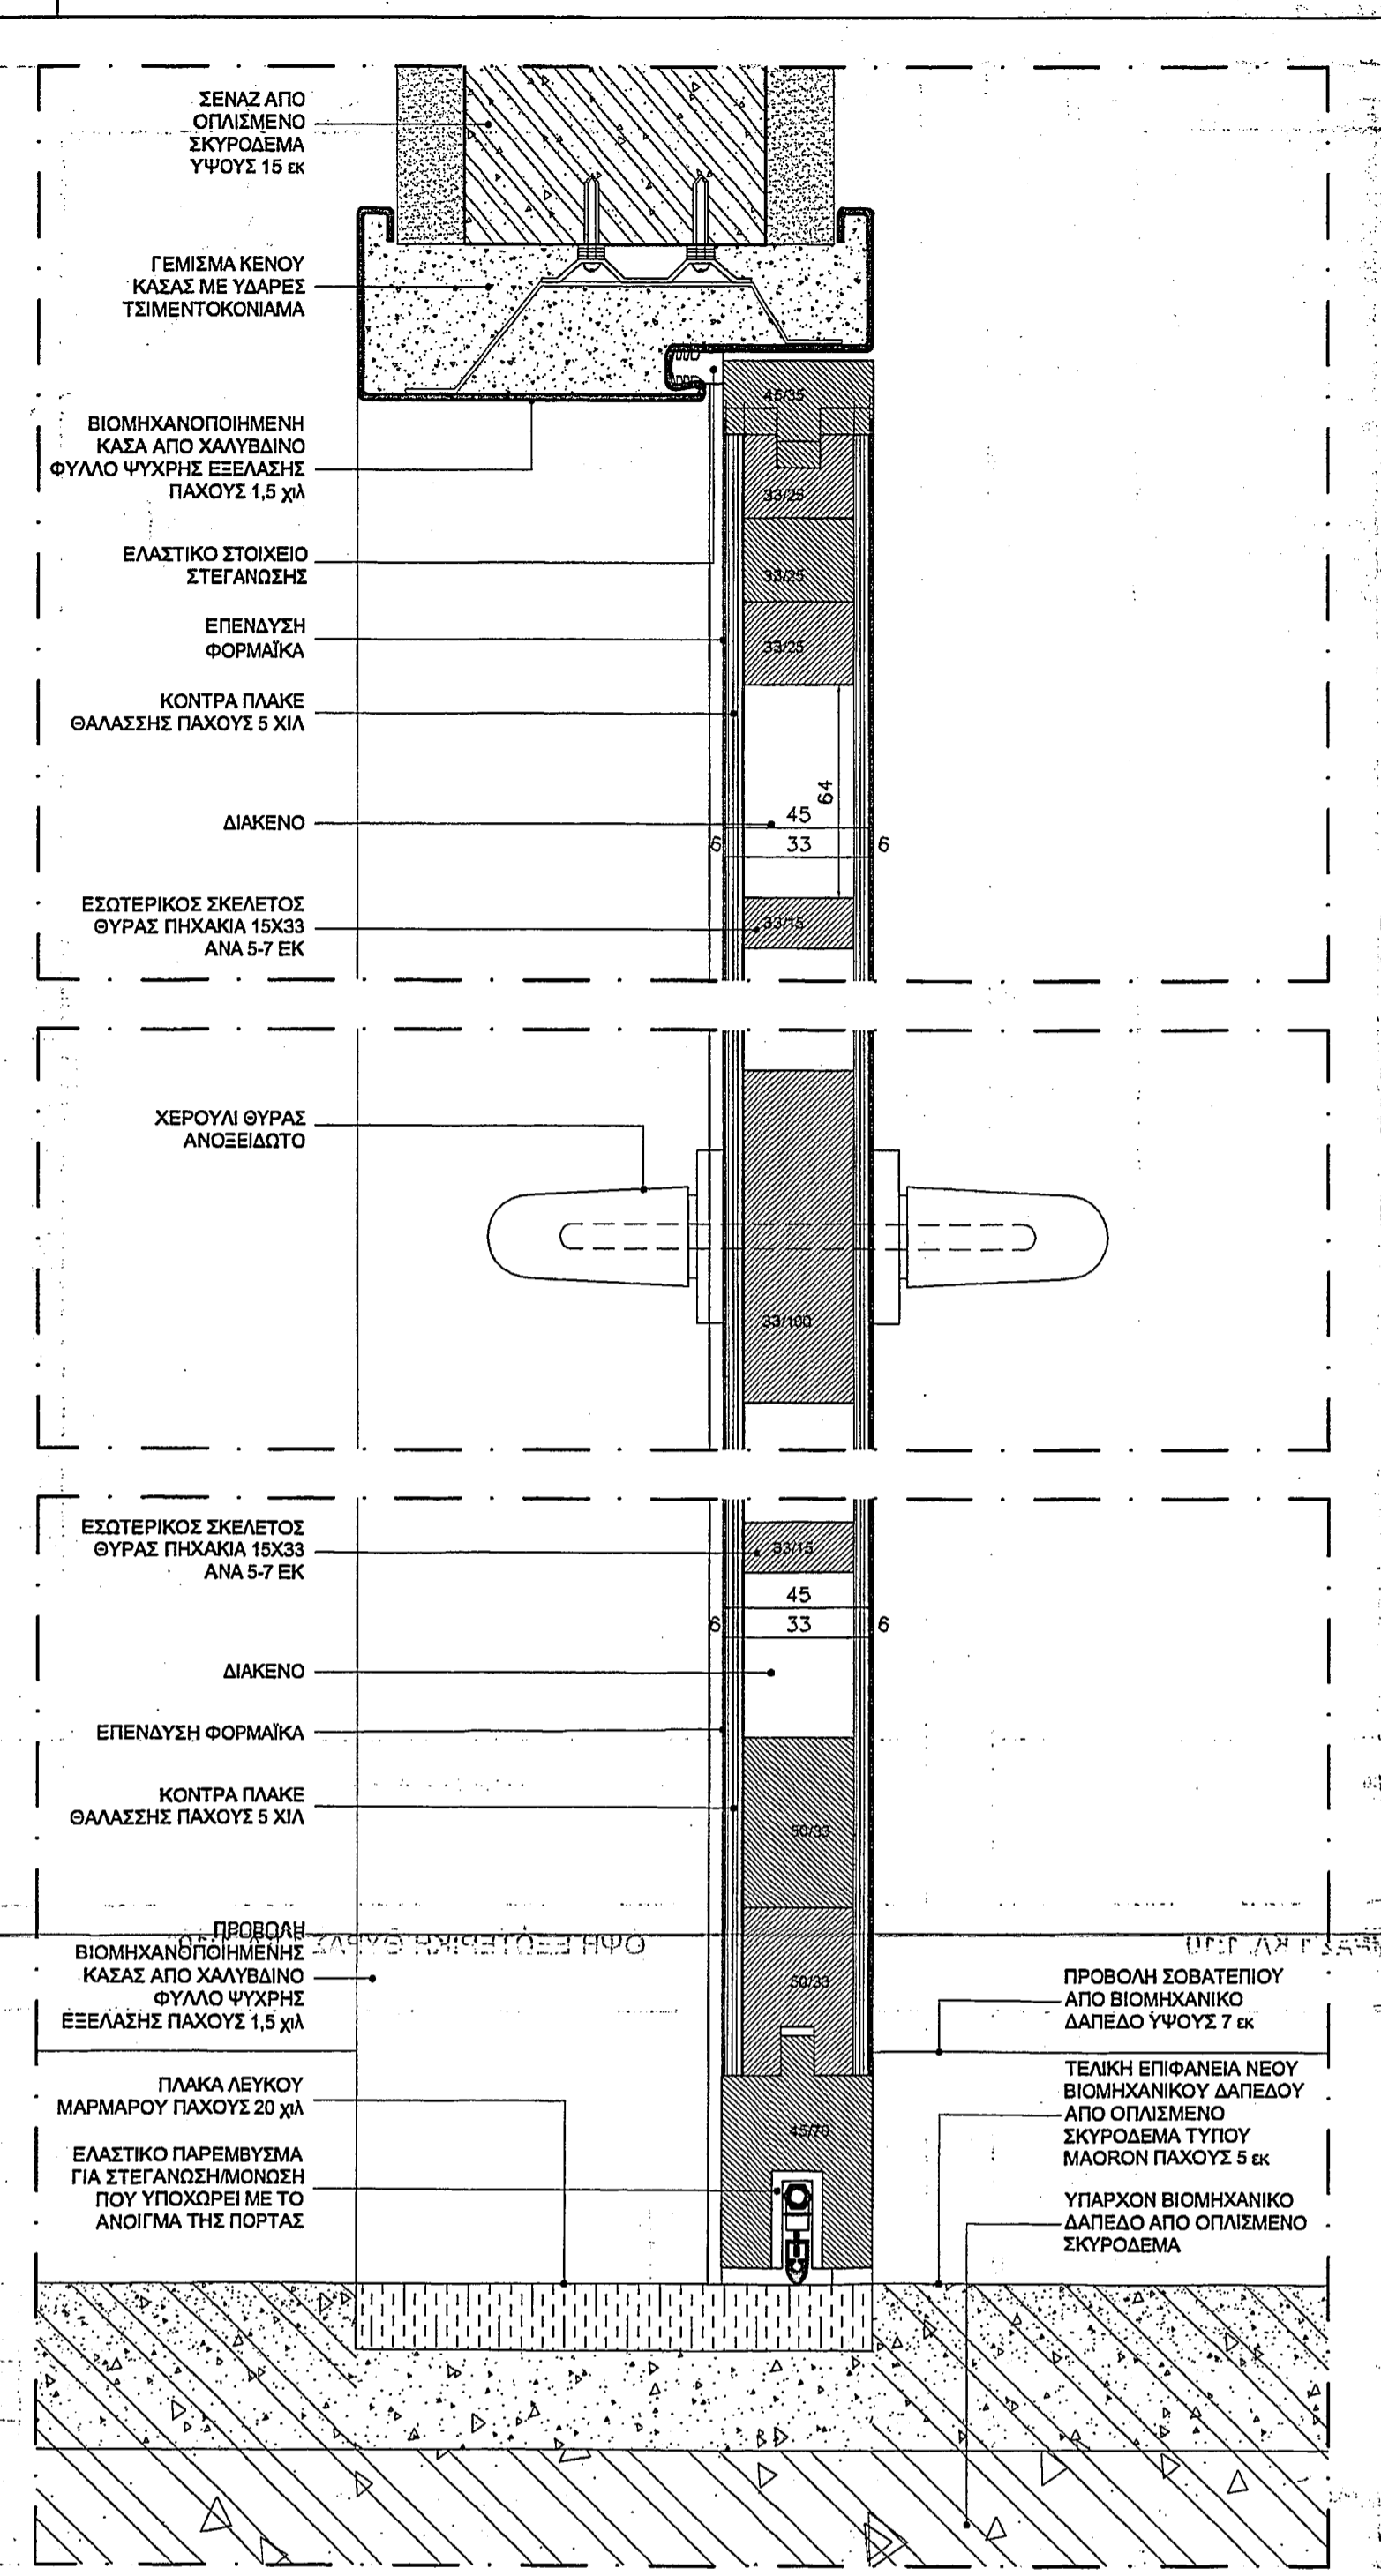 ΣΕΝΑΖ ΑΠΟ
ΟΠΛΙΣΜΕΝΟ
ΣΚΥΡΟΔΕΜΑ
ΥΨΟΥΣ 15 εκ
ΓΕΜΙΣΜΑ ΚΕΝΟΥ
ΚΑΣΑΣ ΜΕ ΥΔΑΡΕΣ
ΤΣΙΜΕΝΤΟΚΟΝΙΑΜΑ
ΒΙΟΜΗΧΑΝΟΠΟΙΗΜΕΝΗ
ΚΑΣΑ ΑΠΟ ΧΑΛΥΒΔΙΝΟ
ΦΥΛΛΟ ΨΥΧΡΗΣ ΕΞΕΛΑΣΗΣ
ΠΑΧΟΥΣ 1,5 χιλ
ΕΛΑΣΤΙΚΟ ΣΤΟΙΧΕΙΟ
ΣΤΕΓΑΝΩΣΗΣ
ΕΠΕΝΔΥΣΗ
ΦΟΡΜΑΪΚΑ
ΚΟΝΤΡΑ ΠΛΑΚΕ
ΘΑΛΑΣΣΗΣ ΠΑΧΟΥΣ 5 ΧΙΛ
ΔΙΑΚΕΝΟ
ΕΣΩΤΕΡΙΚΟΣ ΣΚΕΛΕΤΟΣ
ΘΥΡΑΣ ΠΗΧΑΚΙΑ 15Χ33
ΑΝΑ 5-7 ΕΚ
45/35
33/25
33/25
33/25
64
45
6 33 6
33/15
ΧΕΡΟΥΛΙ ΘΥΡΑΣ
ΑΝΟΞΕΙΔΩΤΟ
33/100
ΕΣΩΤΕΡΙΚΟΣ ΣΚΕΛΕΤΟΣ
ΘΥΡΑΣ ΠΗΧΑΚΙΑ 15Χ33
ΑΝΑ 5-7 ΕΚ
33/15
45
6 33 6
ΔΙΑΚΕΝΟ
ΕΠΕΝΔΥΣΗ ΦΟΡΜΑΪΚΑ
ΚΟΝΤΡΑ ΠΛΑΚΕ
ΘΑΛΑΣΣΗΣ ΠΑΧΟΥΣ 5 ΧΙΛ
50/33
ΠΡΟΒΟΛΗ
ΒΙΟΜΗΧΑΝΟΠΟΙΗΜΕΝΗΣ
ΚΑΣΑΣ ΑΠΟ ΧΑΛΥΒΔΙΝΟ
ΦΥΛΛΟ ΨΥΧΡΗΣ
ΕΞΕΛΑΣΗΣ ΠΑΧΟΥΣ 1,5 χιλ
50/33
ΠΛΑΚΑ ΛΕΥΚΟΥ
ΜΑΡΜΑΡΟΥ ΠΑΧΟΥΣ 20 χιλ
45/70
ΕΛΑΣΤΙΚΟ ΠΑΡΕΜΒΥΣΜΑ
ΓΙΑ ΣΤΕΓΑΝΩΣΗ/ΜΟΝΩΣΗ
ΠΟΥ ΥΠΟΧΩΡΕΙ ΜΕ ΤΟ
ΑΝΟΙΓΜΑ ΤΗΣ ΠΟΡΤΑΣ
ΠΡΟΒΟΛΗ ΣΟΒΑΤΕΠΙΟΥ
ΑΠΟ ΒΙΟΜΗΧΑΝΙΚΟ
ΔΑΠΕΔΟ ΥΨΟΥΣ 7 εκ
ΤΕΛΙΚΗ ΕΠΙΦΑΝΕΙΑ ΝΕΟΥ
ΒΙΟΜΗΧΑΝΙΚΟΥ ΔΑΠΕΔΟΥ
ΑΠΟ ΟΠΛΙΣΜΕΝΟ
ΣΚΥΡΟΔΕΜΑ ΤΥΠΟΥ
MAORON ΠΑΧΟΥΣ 5 εκ
ΥΠΑΡΧΟΝ ΒΙΟΜΗΧΑΝΙΚΟ
ΔΑΠΕΔΟ ΑΠΟ ΟΠΛΙΣΜΕΝΟ
ΣΚΥΡΟΔΕΜΑ
ΟΨΗ ΕΞΩΤΕΡΙΚΗ ΘΥΡΑΣ